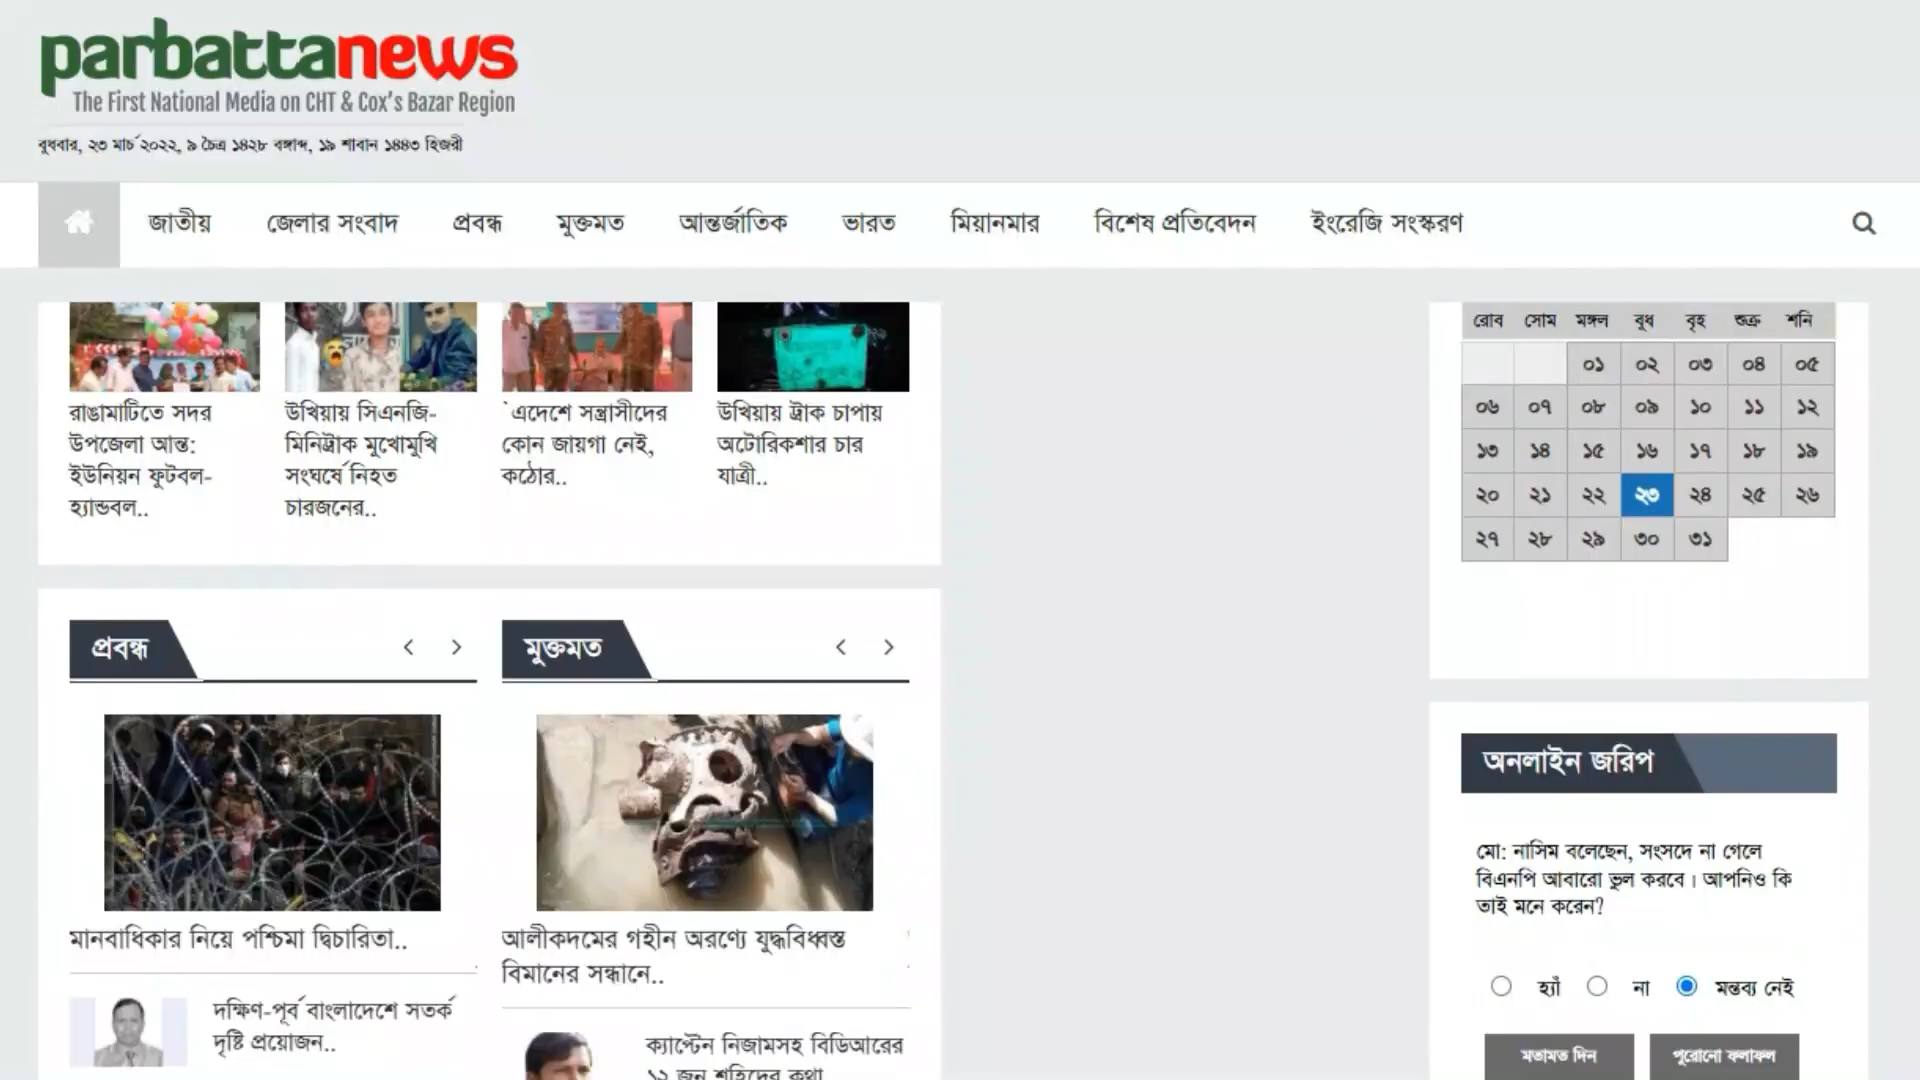 parbattanews
The First National Media on CHT & Cox's Bazar Region
বুধবার, ২৩ মার্চ ২০২২, ৯ চৈত্র ১৪২৮ বঙ্গাব্দ, ১৯ শাবান ১৪৪৩ হিজরী
জাতীয় জেলার সংবাদ প্রবন্ধ মুক্তমত আন্তর্জাতিক ভারত মিয়ানমার বিশেষ প্রতিবেদন ইংরেজি সংস্করণ
রাঙামাটিতে সদর
উপজেলা আন্ত:
ইউনিয়ন ফুটবল-
হ্যান্ডবল..
উখিয়ায় সিএনজি-
মিনিট্রাক মুখোমুখি
সংঘর্ষে নিহত
চারজনের..
`এদেশে সন্ত্রাসীদের
কোন জায়গা নেই,
কঠোর..
উখিয়ায় ট্রাক চাপায়
অটোরিকশার চার
যাত্রী..
রোব সোম মঙ্গল বুধ বৃহ শুক্র শনি
০১ ০২ ০৩ ০৪ ০৫
০৬ ০৭ ০৮ ০৯ ১০ ১১ ১২
১৩ ১৪ ১৫ ১৬ ১৭ ১৮ ১৯
২০ ২১ ২২ ২৩ ২৪ ২৫ ২৬
২৭ ২৮ ২৯ ৩০ ৩১
প্রবন্ধ
মানবাধিকার নিয়ে পশ্চিমা দ্বিচারিতা..
দক্ষিণ-পূর্ব বাংলাদেশে সতর্ক
দৃষ্টি প্রয়োজন..
মুক্তমত
আলীকদমের গহীন অরণ্যে যুদ্ধবিধ্বস্ত
বিমানের সন্ধানে..
ক্যাপ্টেন নিজামসহ বিডিআরের
১২ জন শহিদের কথা
অনলাইন জরিপ
মো: নাসিম বলেছেন, সংসদে না গেলে
বিএনপি আবারো ভুল করবে। আপনিও কি
তাই মনে করেন?
হ্যাঁ না মন্তব্য নেই
মতামত দিন পুরোনো ফলাফল